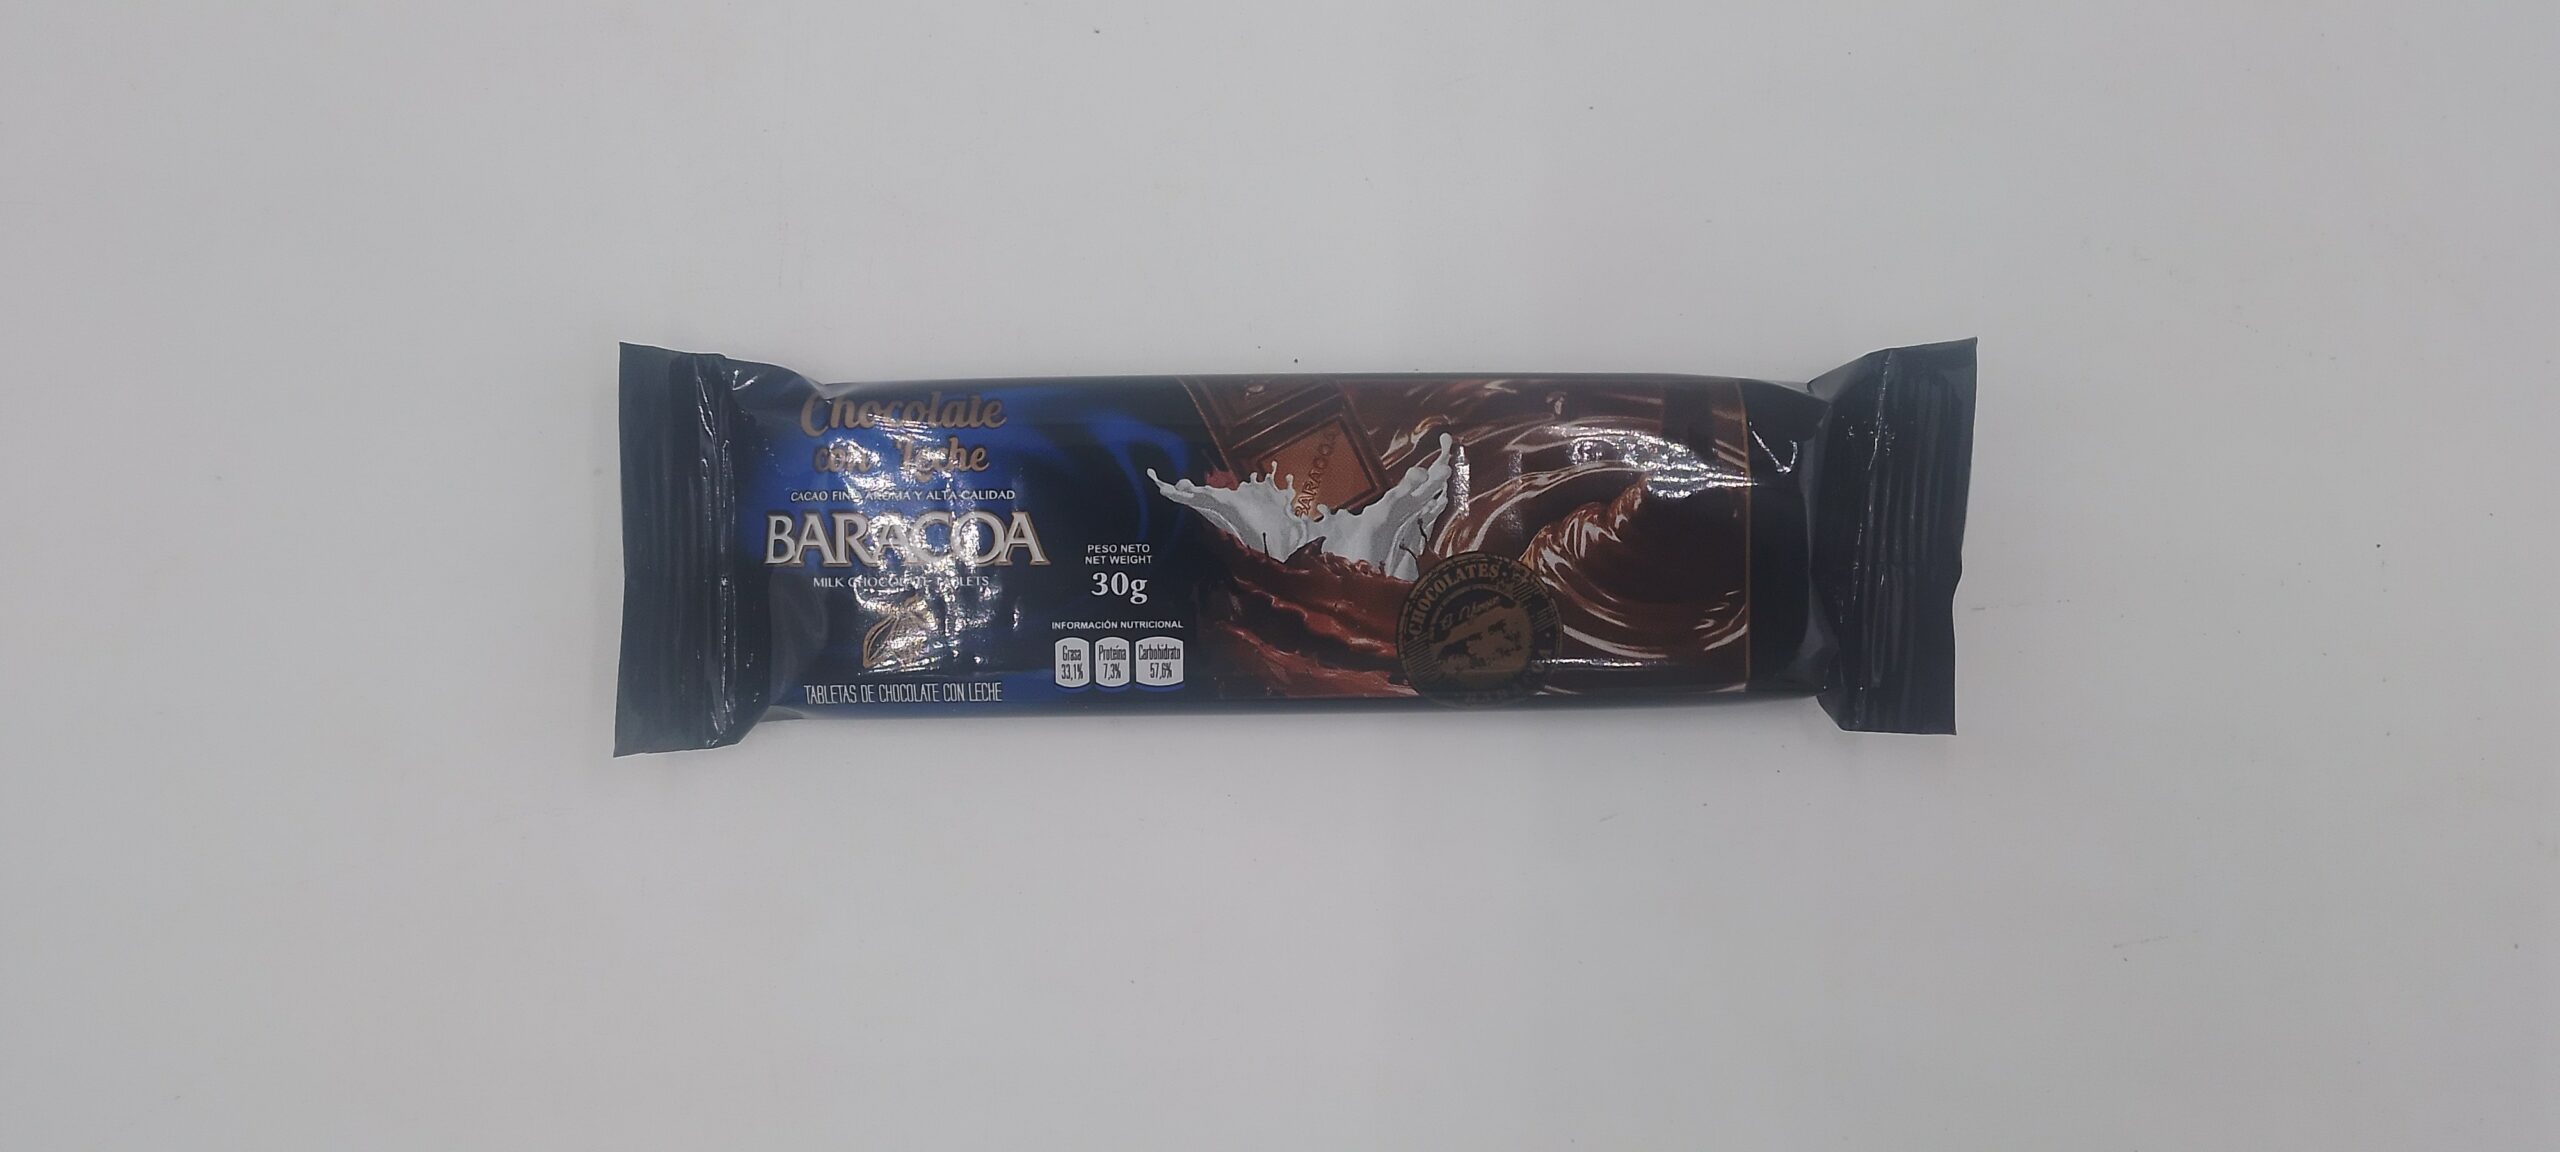 Chocolate
con Leche
CACAO FINO AROMA Y ALTA CALIDAD
BARACOA
MILK CHOCOLATE TABLETS
TABLETAS DE CHOCOLATE CON LECHE
PESO NETO
NET WEIGHT
30g
INFORMACIÓN NUTRICIONAL
Grasa
33,1%
Proteína
7,3%
Carbohidrato
57,6%
BARACOA
CHOCOLATES
BARACOA